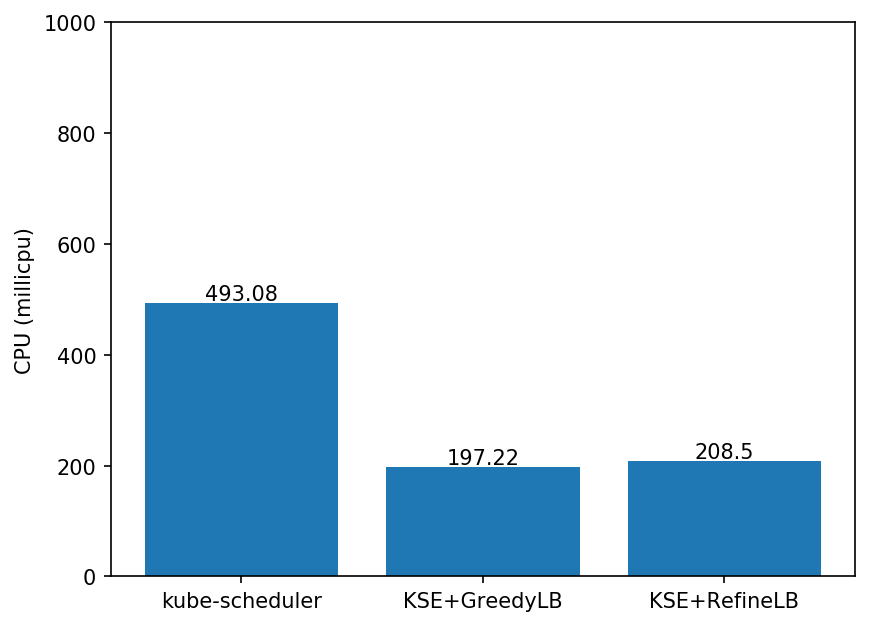 1000
800
600
400
200
0
CPU (millicpu)
493.08
197.22
208.5
kube-scheduler
KSE+GreedyLB
KSE+RefineLB